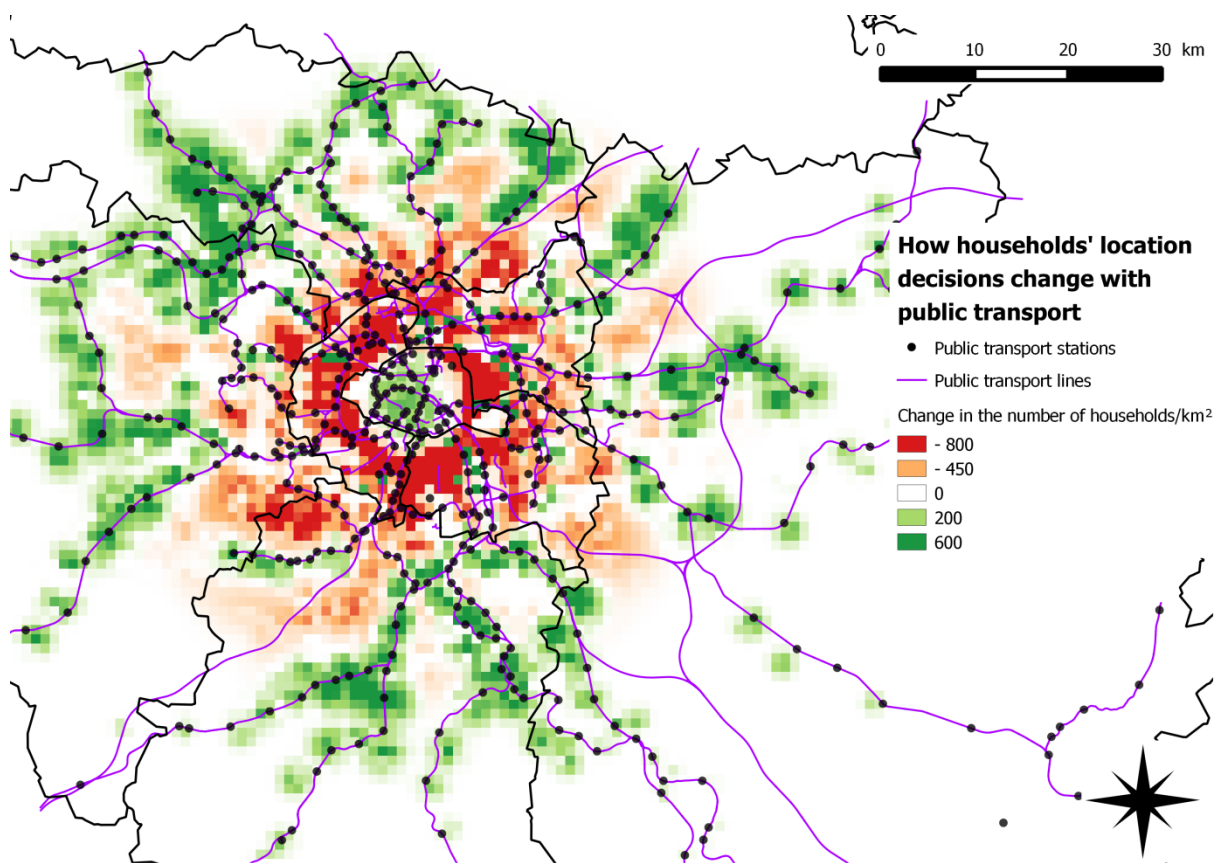 0 10 20 30 km
How households' location
decisions change with
public transport
Public transport stations
Public transport lines
Change in the number of households/km²
- 800
- 450
0
200
600